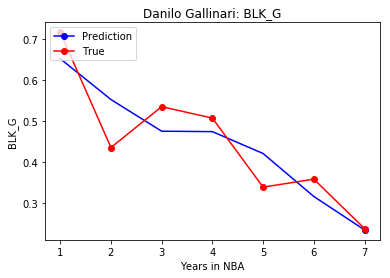 Danilo Gallinari: BLK_G
Prediction
True
BLK_G
0.7
0.6
0.5
0.4
0.3
1 2 3 4 5 6 7
Years in NBA